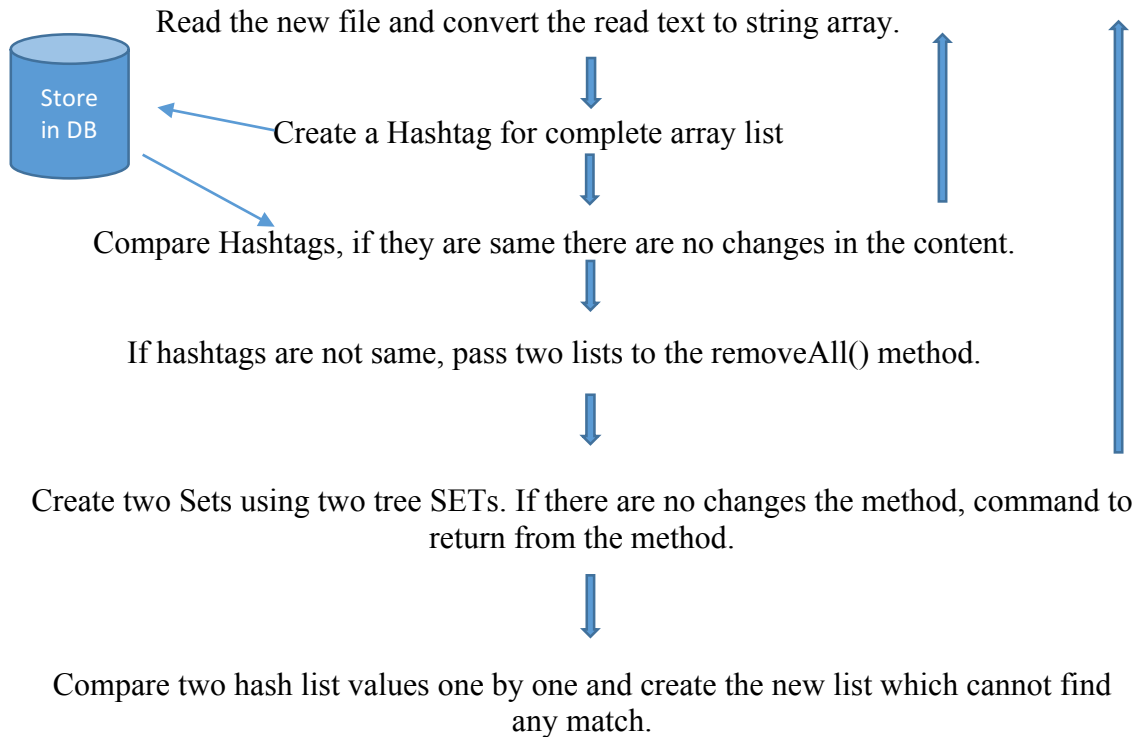 Read the new file and convert the read text to string array.
Store
in DB
Create a Hashtag for complete array list
Compare Hashtags, if they are same there are no changes in the content.
If hashtags are not same, pass two lists to the removeAll() method.
Create two Sets using two tree SETs. If there are no changes the method, command to
return from the method.
Compare two hash list values one by one and create the new list which cannot find
any match.